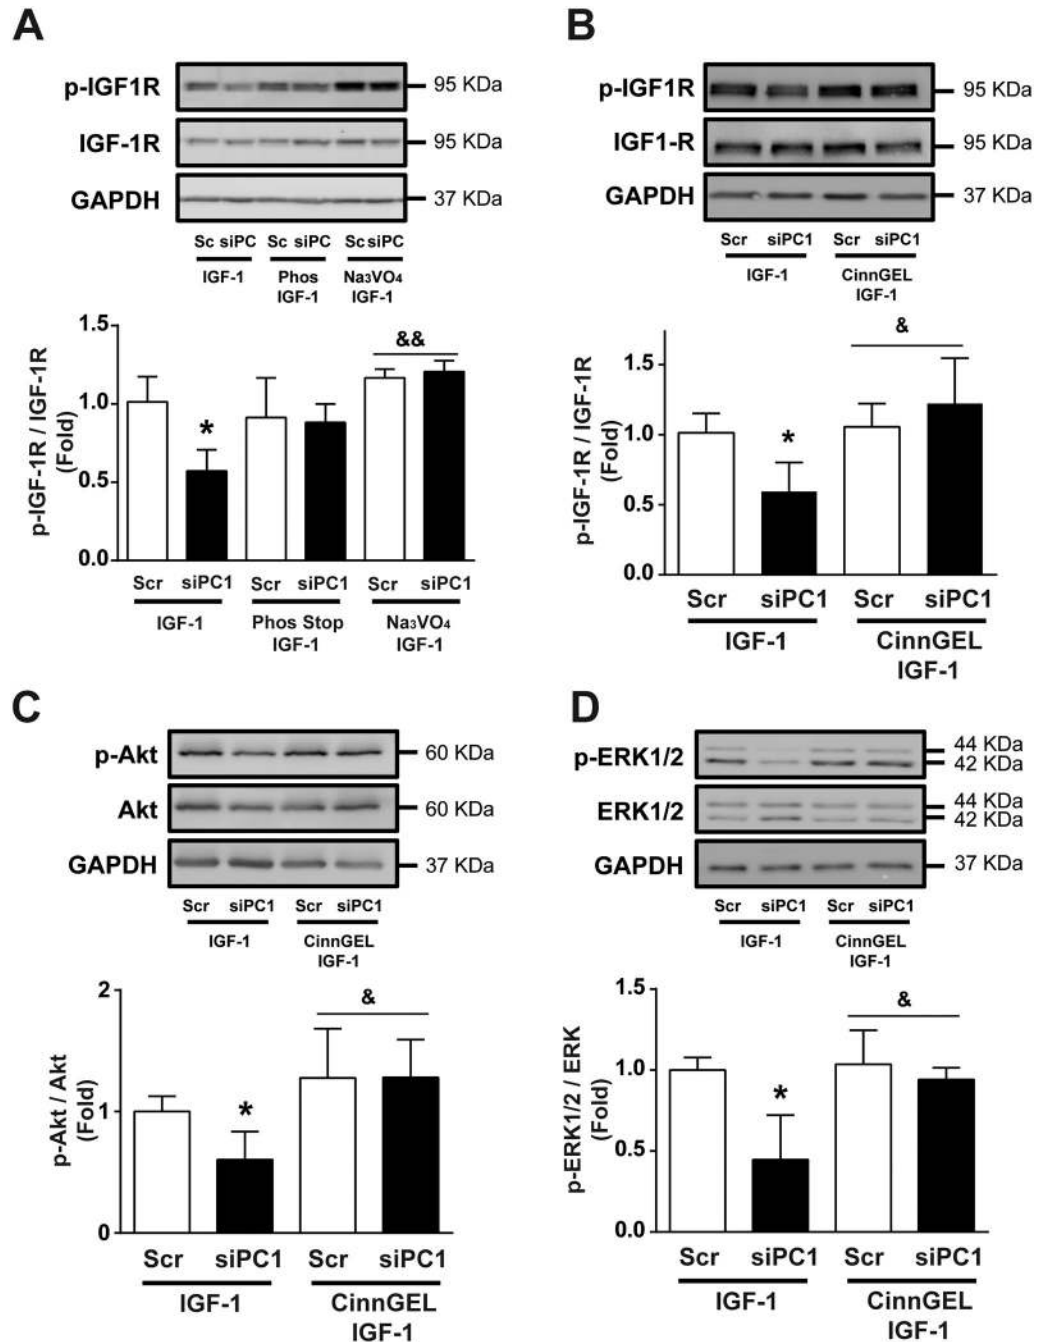 A
p-IGF1R
95 KDa
IGF-1R
95 KDa
GAPDH
37 KDa
Sc siPC Sc siPC Sc siPC
IGF-1 Phos Na₃VO₄
IGF-1 IGF-1
&&
*
1.5
1.0
0.5
0.0
p-IGF-1R / IGF-1R
(Fold)
Scr siPC1 Scr siPC1 Scr siPC1
IGF-1 Phos Stop Na₃VO₄
IGF-1 IGF-1
B
p-IGF1R
95 KDa
IGF1-R
95 KDa
GAPDH
37 KDa
Scr siPC1 Scr siPC1
IGF-1 CinnGEL
IGF-1
&
*
1.5
1.0
0.5
0.0
p-IGF-1R / IGF-1R
(Fold)
Scr siPC1 Scr siPC1
IGF-1 CinnGEL
IGF-1
C
p-Akt
60 KDa
Akt
60 KDa
GAPDH
37 KDa
Scr siPC1 Scr siPC1
IGF-1 CinnGEL
IGF-1
&
*
2
1
0
p-Akt / Akt
(Fold)
Scr siPC1 Scr siPC1
IGF-1 CinnGEL
IGF-1
D
p-ERK1/2
44 KDa
42 KDa
ERK1/2
44 KDa
42 KDa
GAPDH
37 KDa
Scr siPC1 Scr siPC1
IGF-1 CinnGEL
IGF-1
&
*
1.5
1.0
0.5
0.0
p-ERK1/2 / ERK
(Fold)
Scr siPC1 Scr siPC1
IGF-1 CinnGEL
IGF-1